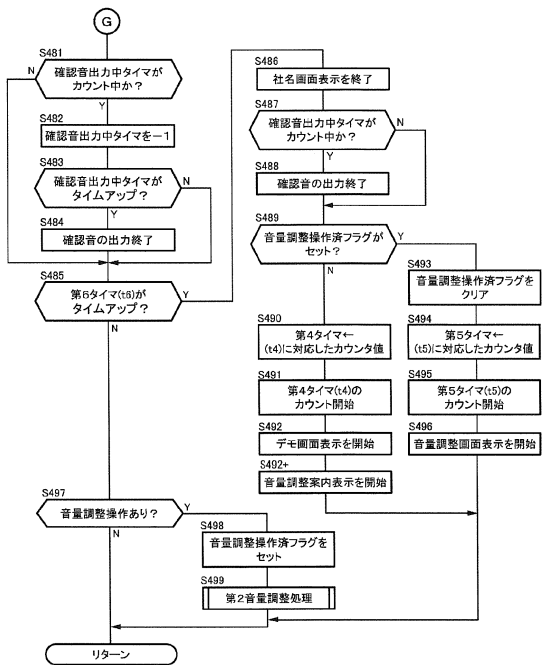 G
S481
確認音出力中タイマが
カウント中か？
N
Y
S482
確認音出力中タイマを－1
S483
確認音出力中タイマが
タイムアップ？
N
Y
S484
確認音の出力終了
S485
第6タイマ(t6)が
タイムアップ？
Y
N
S486
社名画面表示を終了
S487
確認音出力中タイマが
カウント中か？
N
Y
S488
確認音の出力終了
S489
音量調整操作済フラグが
セット？
Y
N
S490
第4タイマ←
(t4)に対応したカウンタ値
S491
第4タイマ(t4)の
カウント開始
S492
デモ画面表示を開始
S492+
音量調整案内表示を開始
S493
音量調整操作済フラグを
クリア
S494
第5タイマ←
(t5)に対応したカウンタ値
S495
第5タイマ(t5)の
カウント開始
S496
音量調整画面表示を開始
S497
音量調整操作あり？
Y
N
S498
音量調整操作済フラグを
セット
S499
第2音量調整処理
リターン